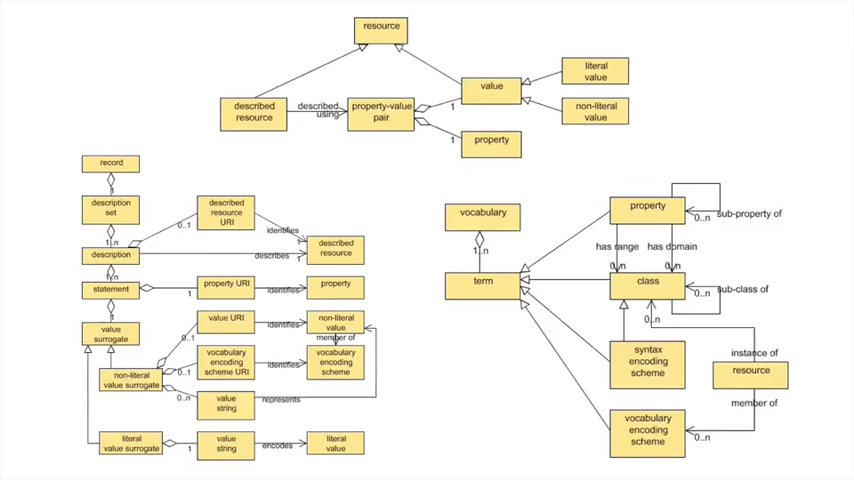 resource
literal
value
value
described
resource
described
using
property-value
pair
1
non-literal
value
1
property
record
1
description
set
1..n
described
resource
URI
0..1
identifies
1
described
resource
description
describes
1
1..n
statement
1
property URI
identifies
property
1
value
surrogate
value URI
identifies
non-literal
value
0..1
member of
non-literal
value surrogate
0..1
vocabulary
encoding
scheme URI
identifies
vocabulary
encoding
scheme
0..n
value
string
represents
literal
value surrogate
1
value
string
encodes
literal
value
vocabulary
1..n
term
property
0..n
sub-property of
has range
has domain
0..n
0..n
class
0..n
sub-class of
0..n
syntax
encoding
scheme
instance of
resource
member of
vocabulary
encoding
scheme
0..n